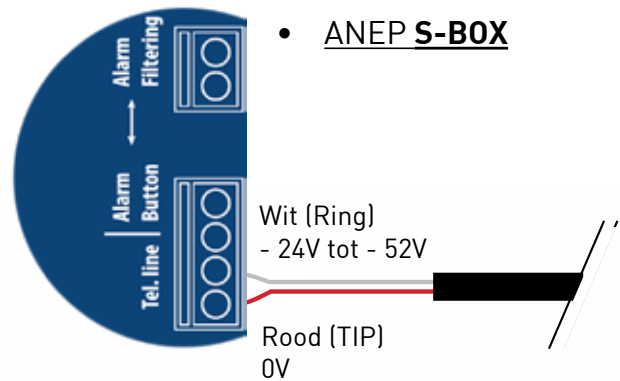 • ANEP S-BOX
Alarm
Filtering
Alarm
Button
Tel. line
Wit (Ring)
- 24V tot - 52V
Rood (TIP)
0V